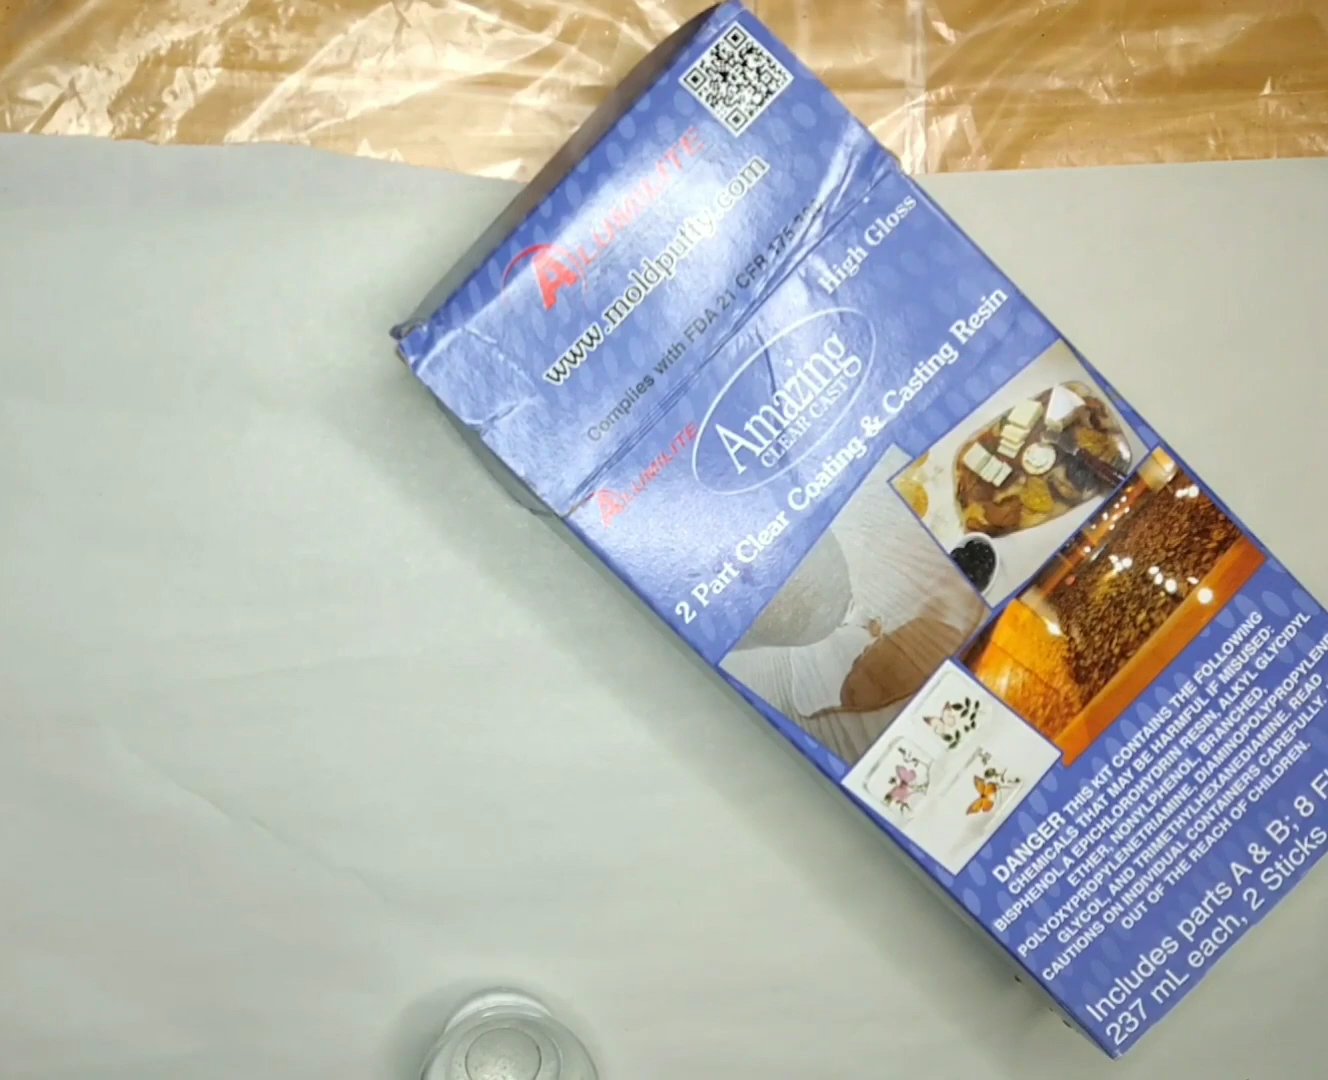 ALUMILITE
www.moldputty.com
Complies with FDA 21 CFR 175.300
High Gloss
ALUMILITE
Amazing
CLEAR CAST
2 Part Clear Coating & Casting Resin
DANGER THIS KIT CONTAINS THE FOLLOWING
CHEMICALS THAT MAY BE HARMFUL IF MISUSED:
BISPHENOL A EPICHLOROHYDRIN RESIN, ALKYL GLYCIDYL
ETHER, NONYLPHENOL, BRANCHED,
POLYOXYPROPYLENETRIAMINE, DIAMINOPOLYPROPYLENE
GLYCOL, AND TRIMETHYLHEXANEDIAMINE. READ
CAUTIONS ON INDIVIDUAL CONTAINERS CAREFULLY.
OUT OF THE REACH OF CHILDREN.
Includes parts A & B; 8 F
237 mL each, 2 Sticks